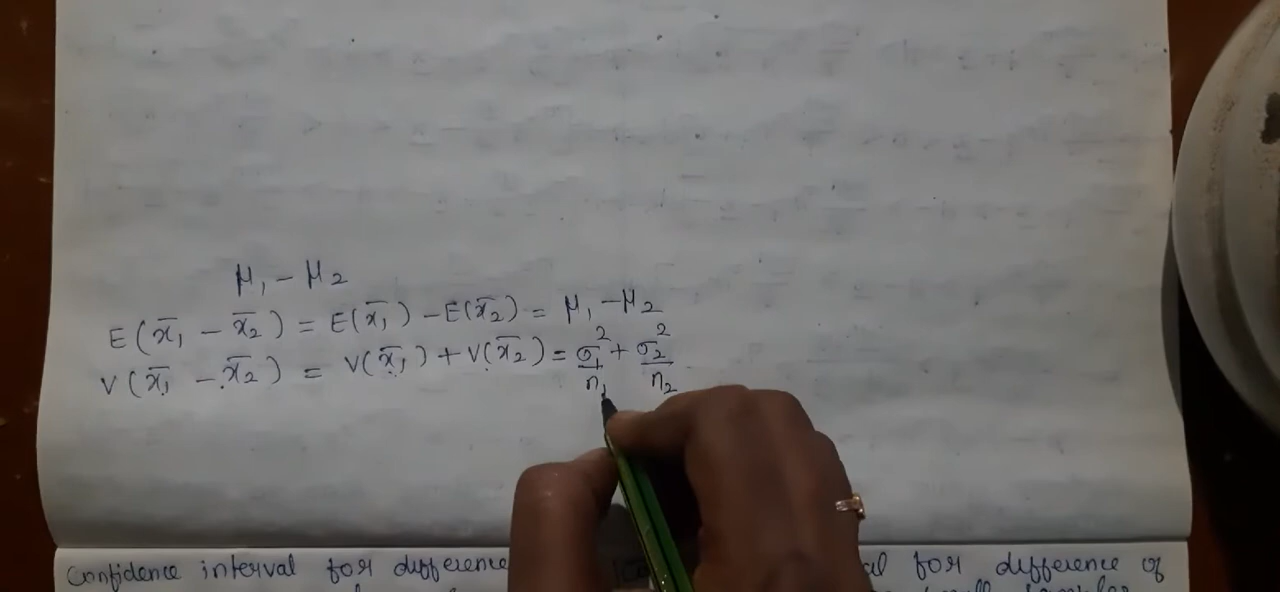 μ₁ − μ₂
E(x̄₁ − x̄₂) = E(x̄₁) − E(x̄₂) = μ₁ − μ₂
V(x̄₁ − x̄₂) = V(x̄₁) + V(x̄₂) = σ₁²/n₁ + σ₂²/n₂
Confidence interval for difference for difference of